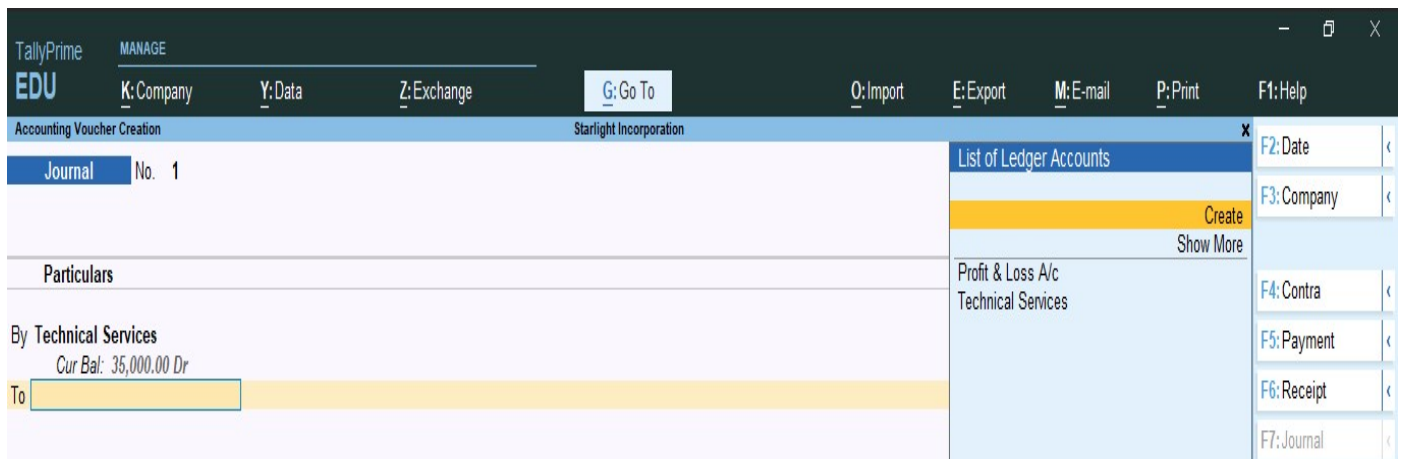 TallyPrime
EDU
MANAGE
K: Company Y: Data Z: Exchange G: Go To O: Import E: Export M: E-mail P: Print F1: Help
Accounting Voucher Creation Starlight Incorporation
Journal No. 1
Particulars
By Technical Services
Cur Bal: 35,000.00 Dr
To
List of Ledger Accounts
Create
Show More
Profit & Loss A/c
Technical Services
F2: Date
F3: Company
F4: Contra
F5: Payment
F6: Receipt
F7: Journal